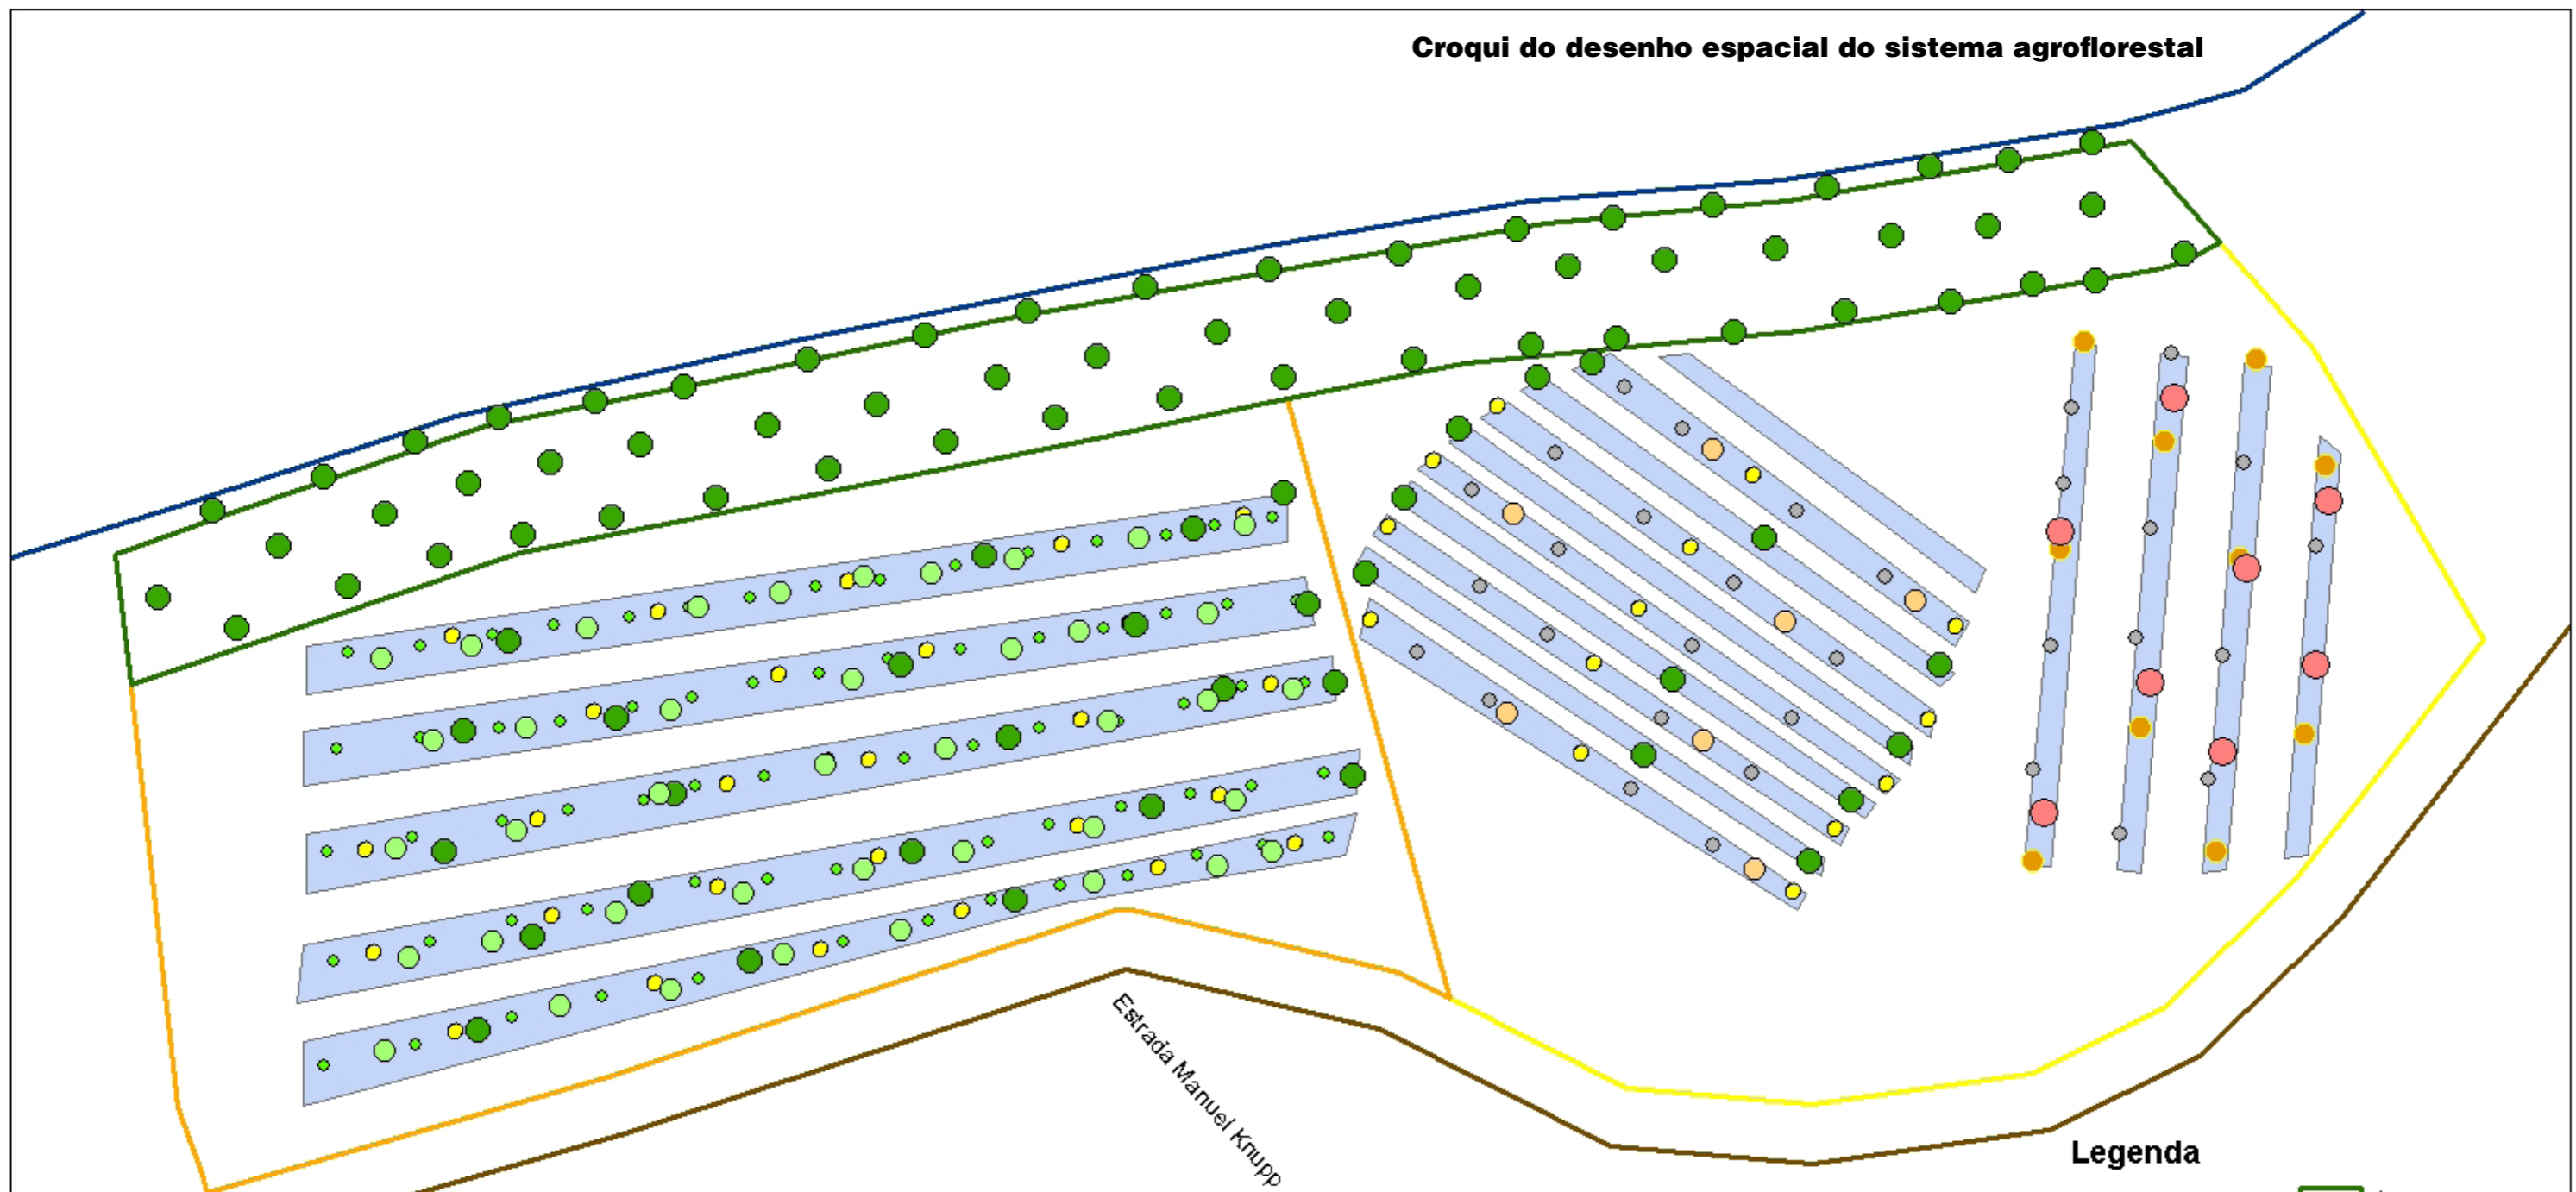 Croqui do desenho espacial do sistema agroflorestal
Estrada Manuel Knupp
Legenda